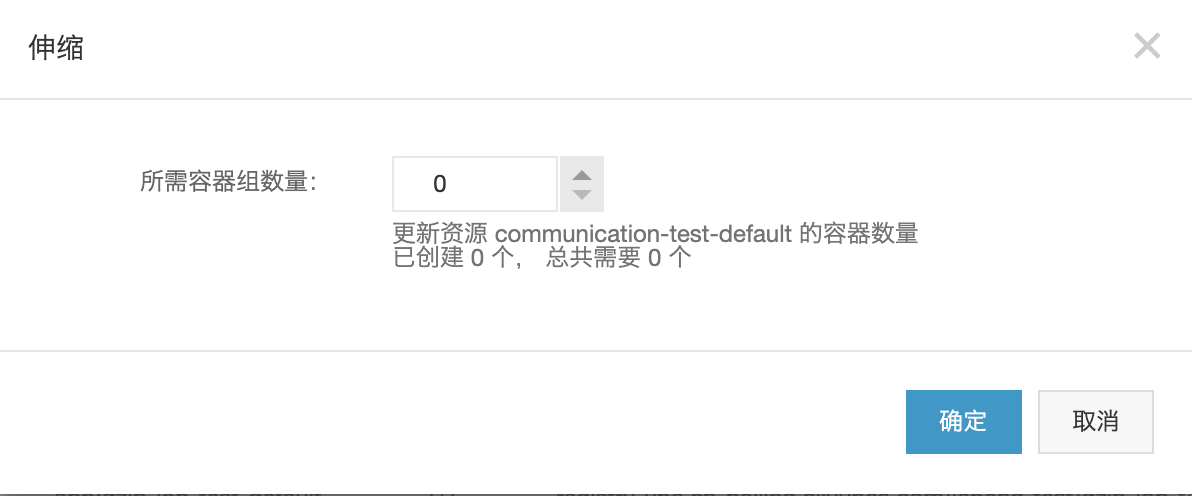 伸缩
所需容器组数量:
0
更新资源 communication-test-default 的容器数量
已创建 0 个， 总共需要 0 个
确定
取消